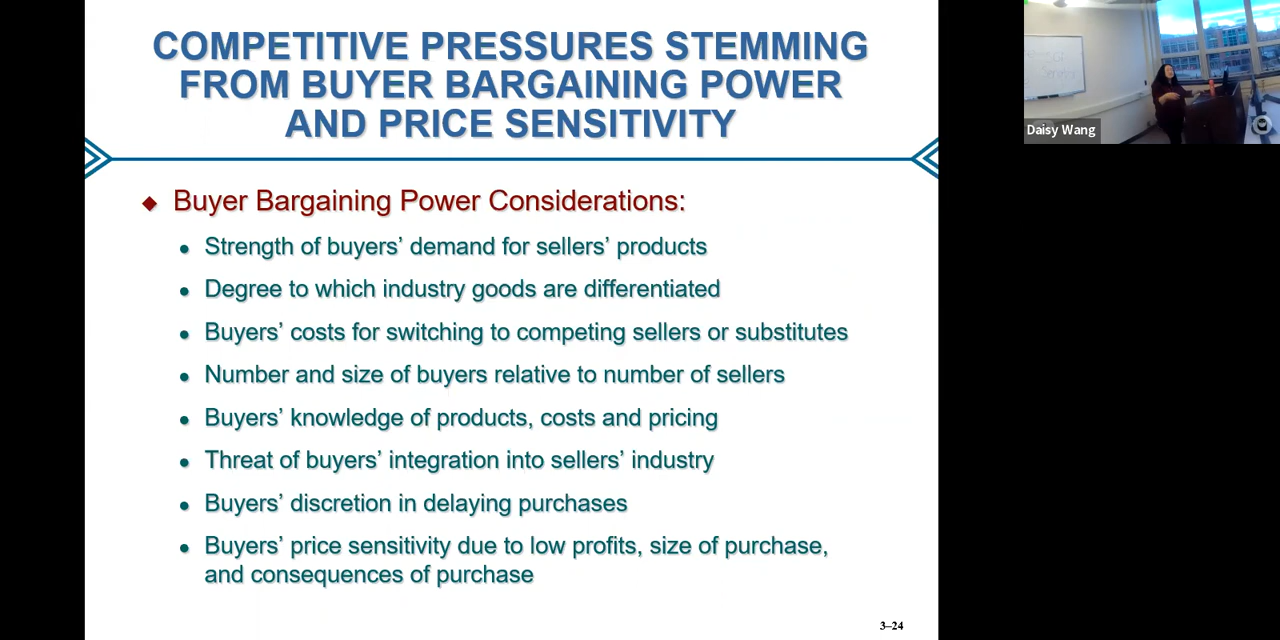 COMPETITIVE PRESSURES STEMMING
FROM BUYER BARGAINING POWER
AND PRICE SENSITIVITY
Buyer Bargaining Power Considerations:
Strength of buyers’ demand for sellers’ products
Degree to which industry goods are differentiated
Buyers’ costs for switching to competing sellers or substitutes
Number and size of buyers relative to number of sellers
Buyers’ knowledge of products, costs and pricing
Threat of buyers’ integration into sellers’ industry
Buyers’ discretion in delaying purchases
Buyers’ price sensitivity due to low profits, size of purchase,
and consequences of purchase
3–24
Daisy Wang